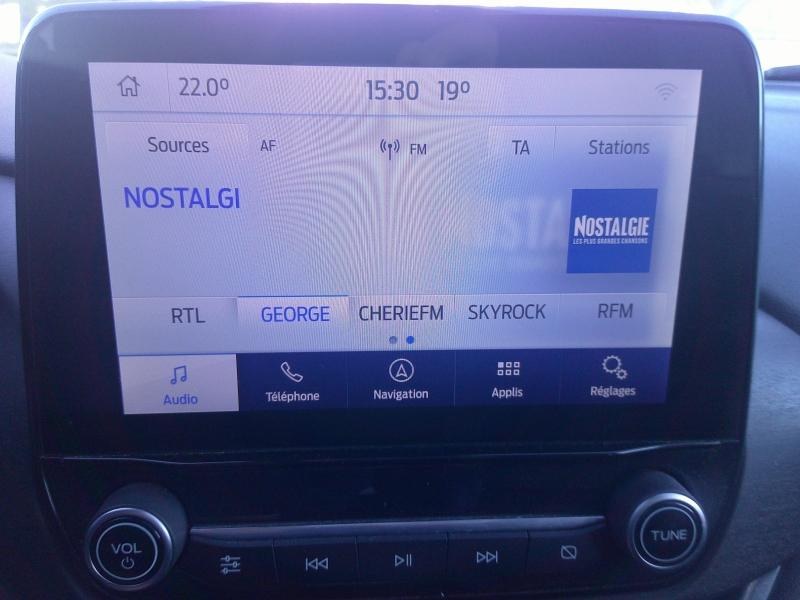 22.0° 15:30 19°
Sources AF FM TA Stations
NOSTALGI
NOSTALGIE
LES PLUS GRANDES CHANSONS
RTL GEORGE CHERIEFM SKYROCK RFM
Audio Téléphone Navigation Applis Réglages
VOL TUNE